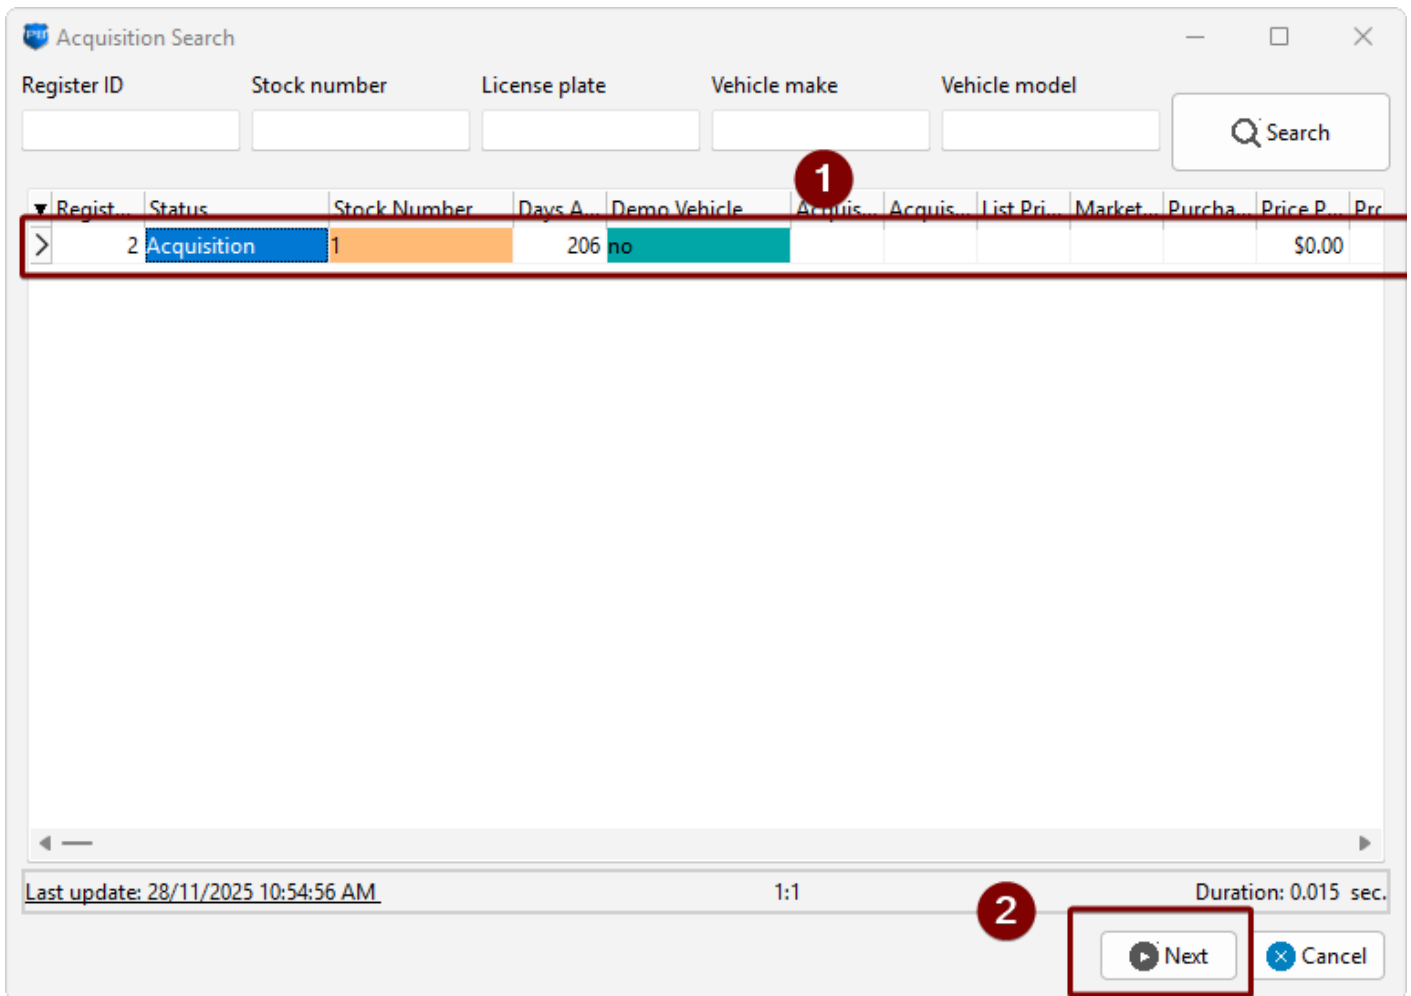 Acquisition Search
Register ID Stock number License plate Vehicle make Vehicle model
Search
1
Regist... Status Stock Number Days A... Demo Vehicle Acquis... Acquis... List Pri... Market... Purcha... Price P... Prc
2 Acquisition 1 206 no $0.00
Last update: 28/11/2025 10:54:56 AM 1:1 Duration: 0.015 sec.
2
Next Cancel